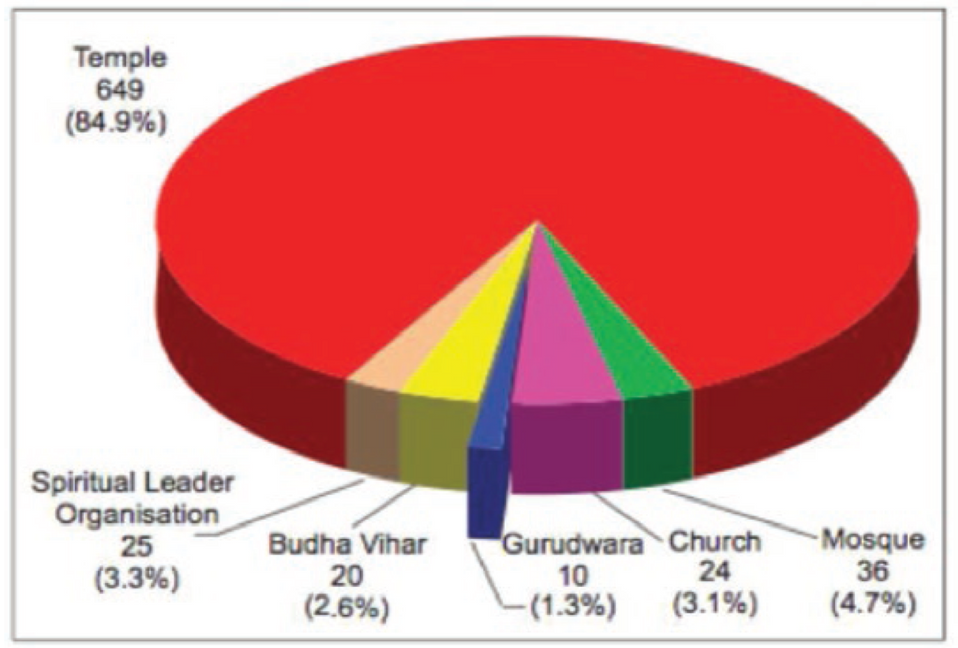 Temple
649
(84.9%)
Spiritual Leader
Organisation
25
(3.3%)
Budha Vihar
20
(2.6%)
Gurudwara
10
(1.3%)
Church
24
(3.1%)
Mosque
36
(4.7%)